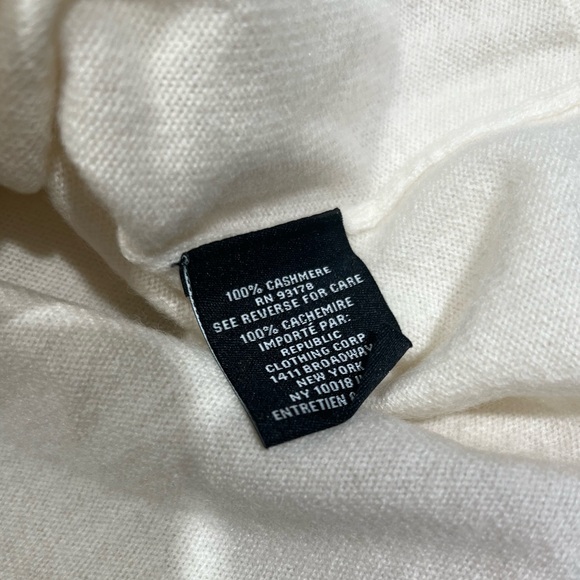 100% CASHMERE
RN 93178
SEE REVERSE FOR CARE
100% CACHEMIRE
IMPORTÉ PAR:
REPUBLIC
CLOTHING CORP
1411 BROADWAY
NEW YORK
NY 10018
ENTRETIEN